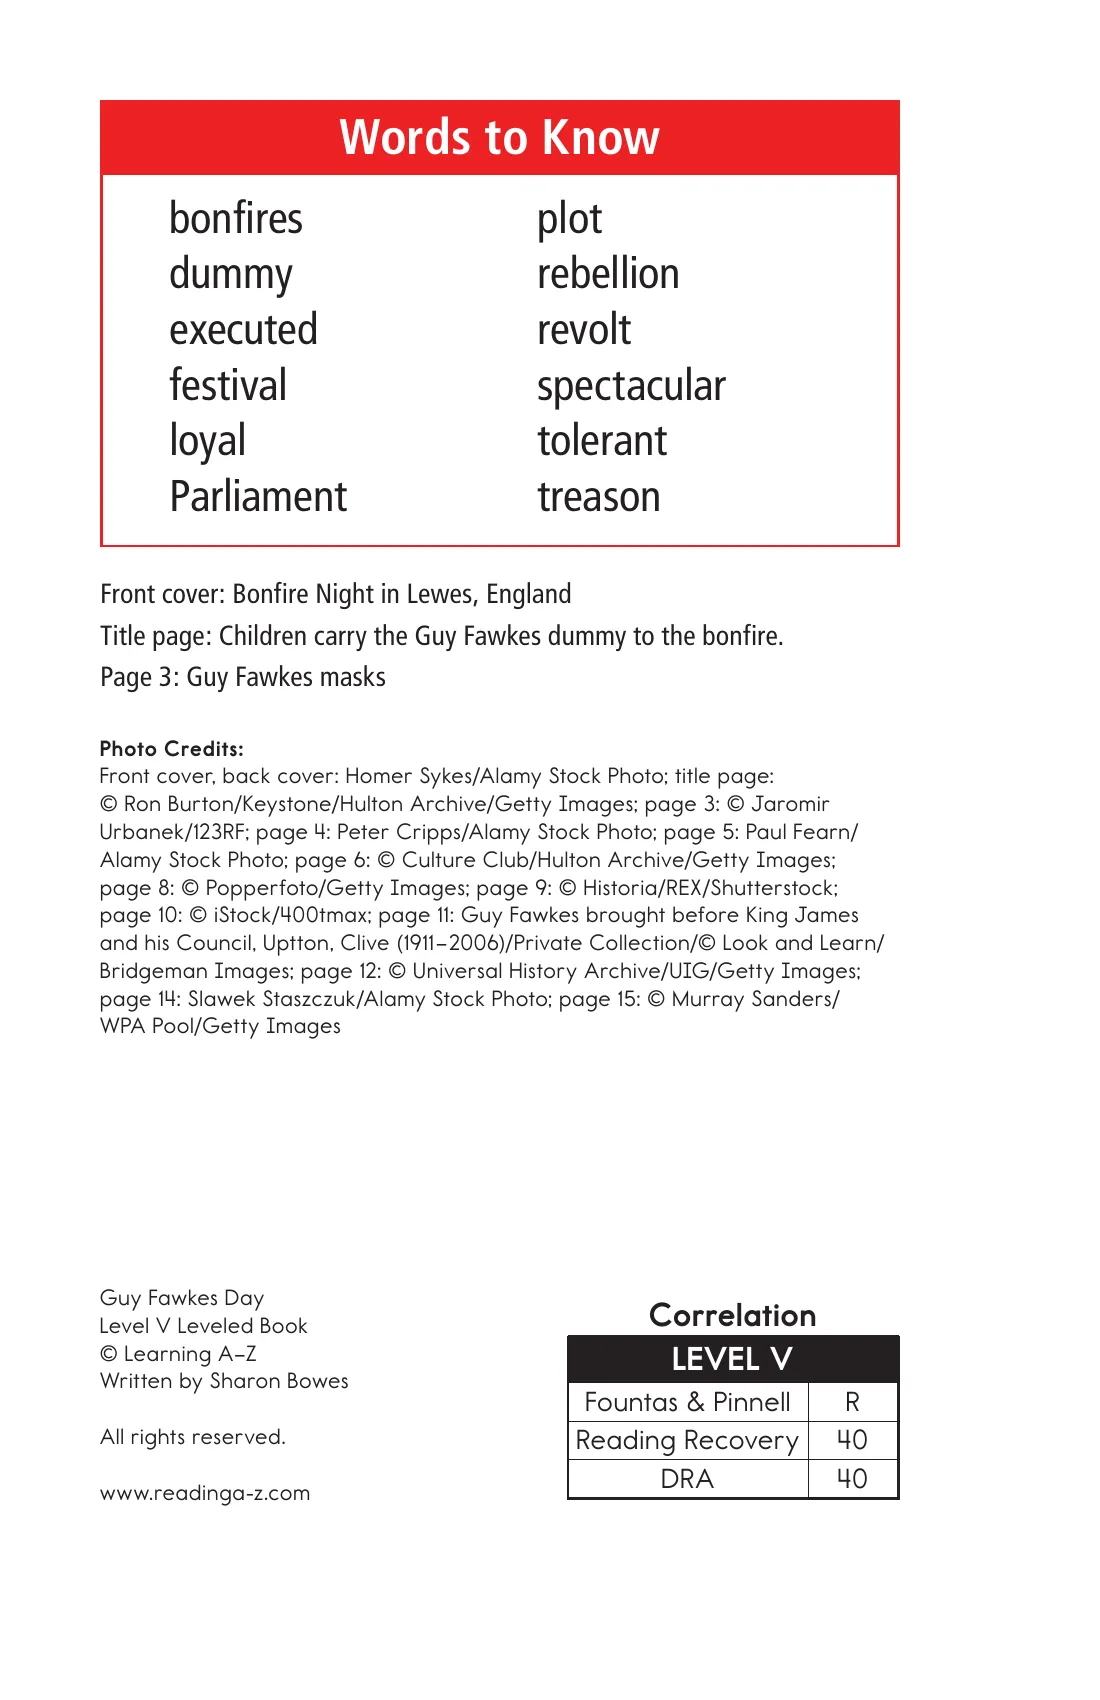 Words to Know
bonfires
dummy
executed
festival
loyal
Parliament
plot
rebellion
revolt
spectacular
tolerant
treason
Front cover: Bonfire Night in Lewes, England
Title page: Children carry the Guy Fawkes dummy to the bonfire.
Page 3: Guy Fawkes masks
Photo Credits:
Front cover, back cover: Homer Sykes/Alamy Stock Photo; title page:
© Ron Burton/Keystone/Hulton Archive/Getty Images; page 3: © Jaromir
Urbanek/123RF; page 4: Peter Cripps/Alamy Stock Photo; page 5: Paul Fearn/
Alamy Stock Photo; page 6: © Culture Club/Hulton Archive/Getty Images;
page 8: © Popperfoto/Getty Images; page 9: © Historia/REX/Shutterstock;
page 10: © iStock/400tmax; page 11: Guy Fawkes brought before King James
and his Council, Uptton, Clive (1911–2006)/Private Collection/© Look and Learn/
Bridgeman Images; page 12: © Universal History Archive/UIG/Getty Images;
page 14: Slawek Staszczuk/Alamy Stock Photo; page 15: © Murray Sanders/
WPA Pool/Getty Images
Guy Fawkes Day
Level V Leveled Book
© Learning A–Z
Written by Sharon Bowes
All rights reserved.
www.readinga-z.com
Correlation
LEVEL V
Fountas & Pinnell R
Reading Recovery 40
DRA 40